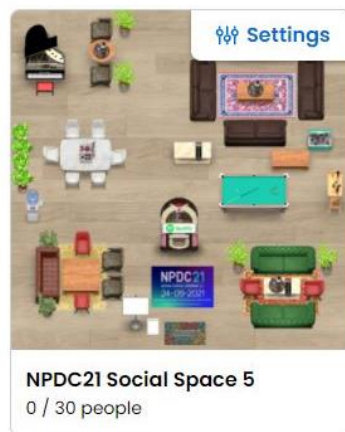 Settings
NPDC21
24-09-2021
NPDC21 Social Space 5
0 / 30 people